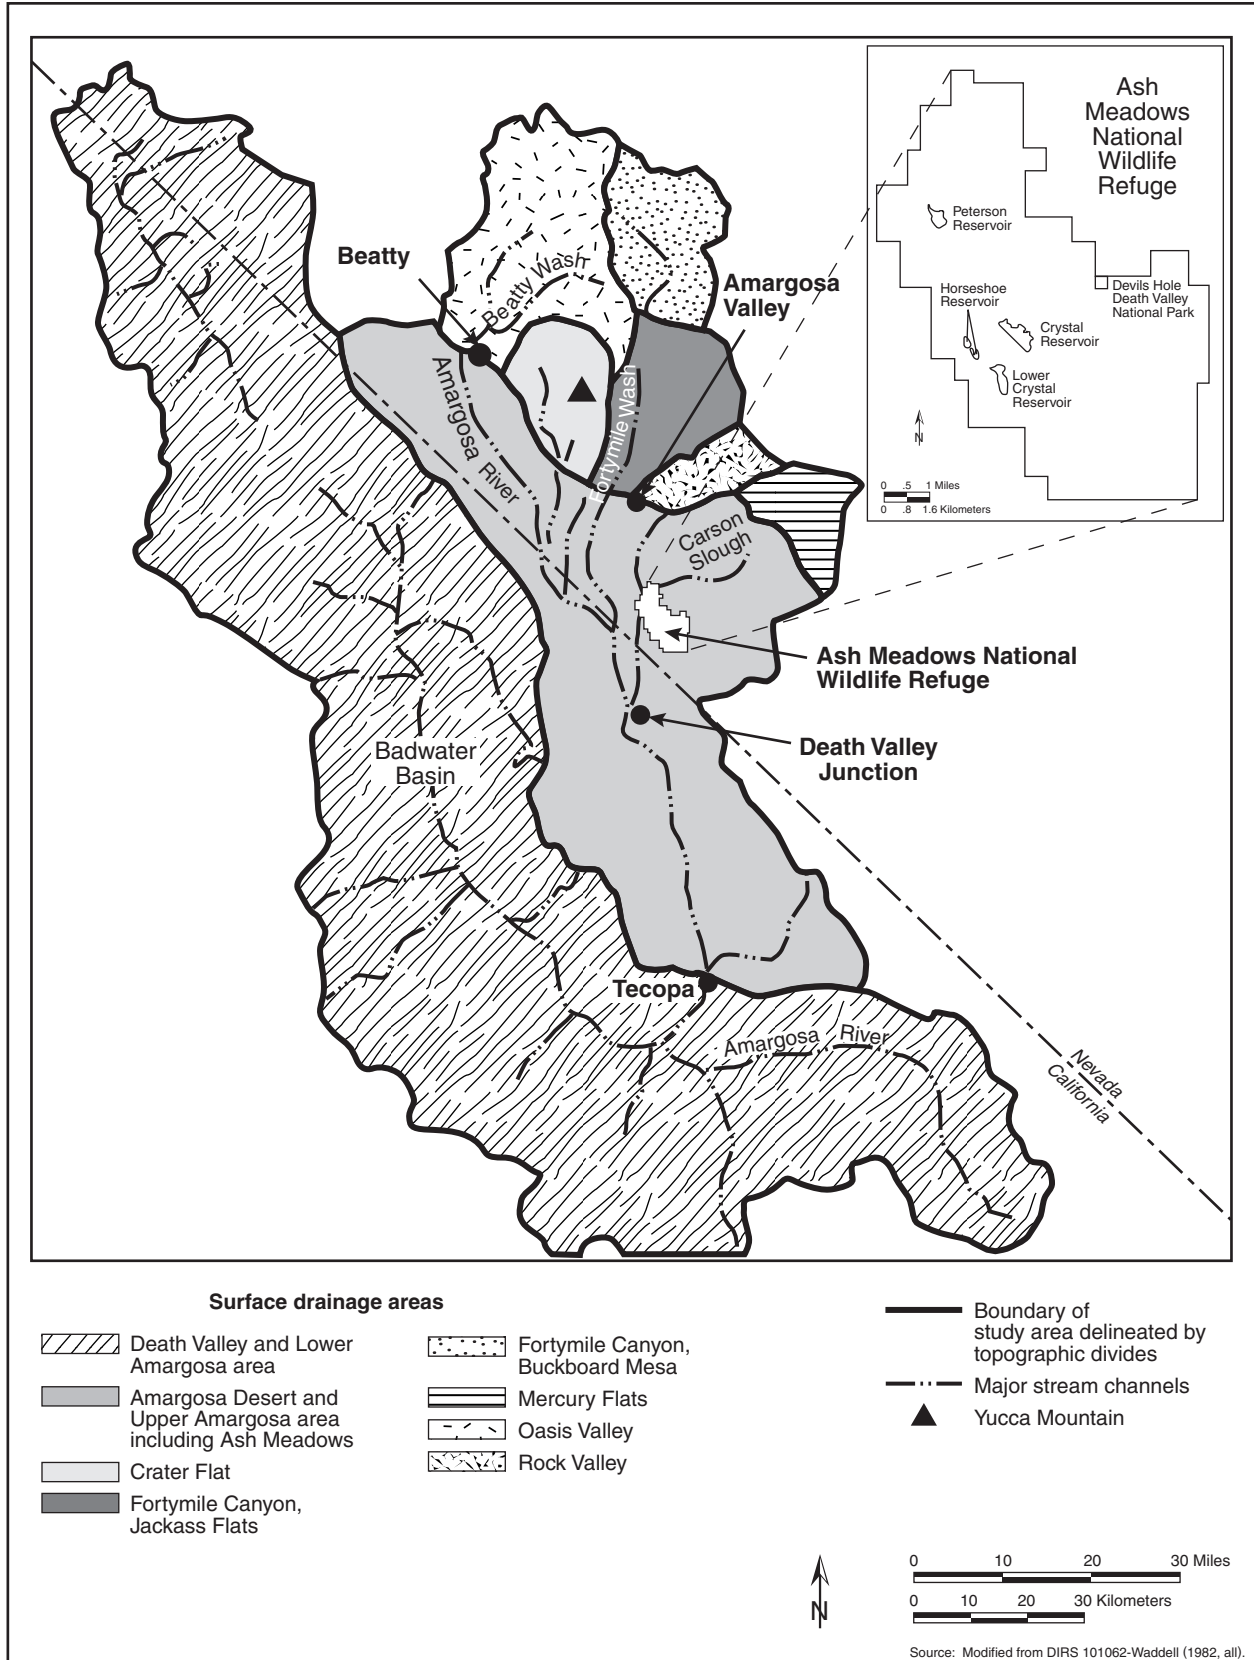 Ash
Meadows
National
Wildlife
Refuge
Peterson
Reservoir
Horseshoe
Reservoir
Devils Hole
Death Valley
National Park
Crystal
Reservoir
Lower
Crystal
Reservoir
N
0 .5 1 Miles
0 .8 1.6 Kilometers
Beatty
Beatty Wash
Amargosa
Valley
Amargosa River
Fortymile Wash
Carson
Slough
Ash Meadows National
Wildlife Refuge
Death Valley
Junction
Badwater
Basin
Tecopa
Amargosa River
Nevada
California
Surface drainage areas
Death Valley and Lower
Amargosa area
Amargosa Desert and
Upper Amargosa area
including Ash Meadows
Crater Flat
Fortymile Canyon,
Jackass Flats
Fortymile Canyon,
Buckboard Mesa
Mercury Flats
Oasis Valley
Rock Valley
Boundary of
study area delineated by
topographic divides
Major stream channels
Yucca Mountain
N
0 10 20 30 Miles
0 10 20 30 Kilometers
Source: Modified from DIRS 101062-Waddell (1982, all).